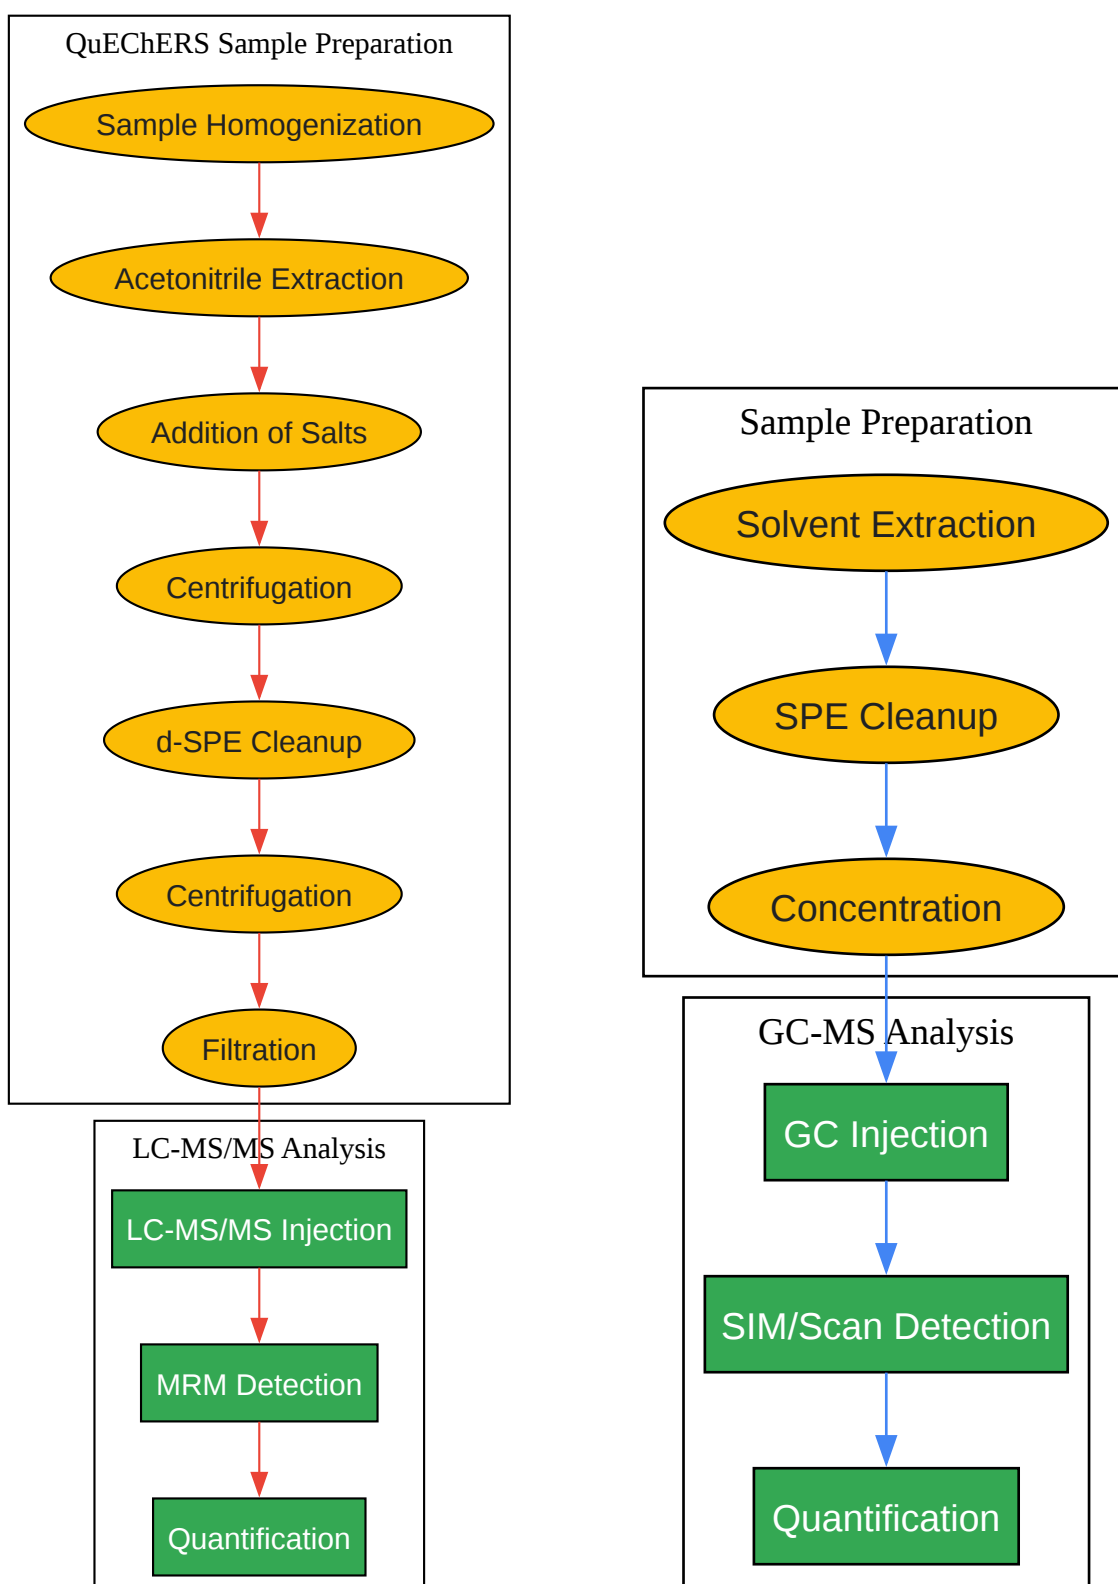 QuEChERS Sample Preparation
Sample Homogenization
Acetonitrile Extraction
Addition of Salts
Centrifugation
d-SPE Cleanup
Centrifugation
Filtration
LC-MS/MS Analysis
LC-MS/MS Injection
MRM Detection
Quantification
Sample Preparation
Solvent Extraction
SPE Cleanup
Concentration
GC-MS Analysis
GC Injection
SIM/Scan Detection
Quantification